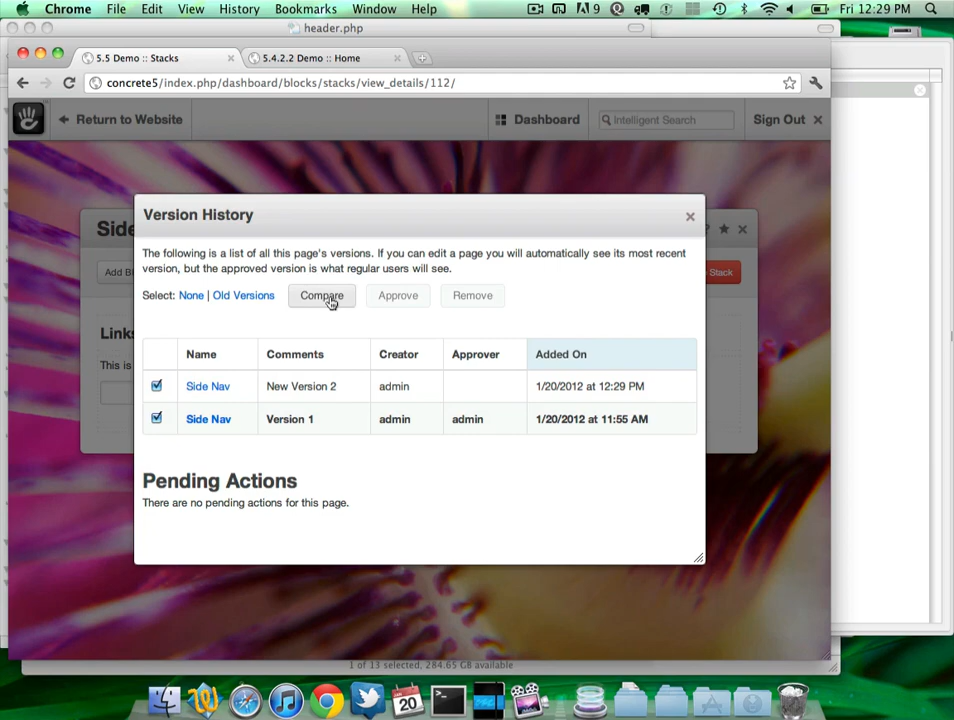 Chrome File Edit View History Bookmarks Window Help 9 Fri 12:29 PM
header.php
5.5 Demo :: Stacks 5.4.2.2 Demo :: Home
concrete5/index.php/dashboard/blocks/stacks/view_details/112/
Return to Website Dashboard Intelligent Search Sign Out
Side
Version History
The following is a list of all this page's versions. If you can edit a page you will automatically see its most recent
version, but the approved version is what regular users will see.
Add Bl
Stack
Select: None | Old Versions Compare Approve Remove
Links
This is
Name Comments Creator Approver Added On
Side Nav New Version 2 admin 1/20/2012 at 12:29 PM
Side Nav Version 1 admin admin 1/20/2012 at 11:55 AM
Pending Actions
There are no pending actions for this page.
1 of 13 selected, 284.65 GB available
20